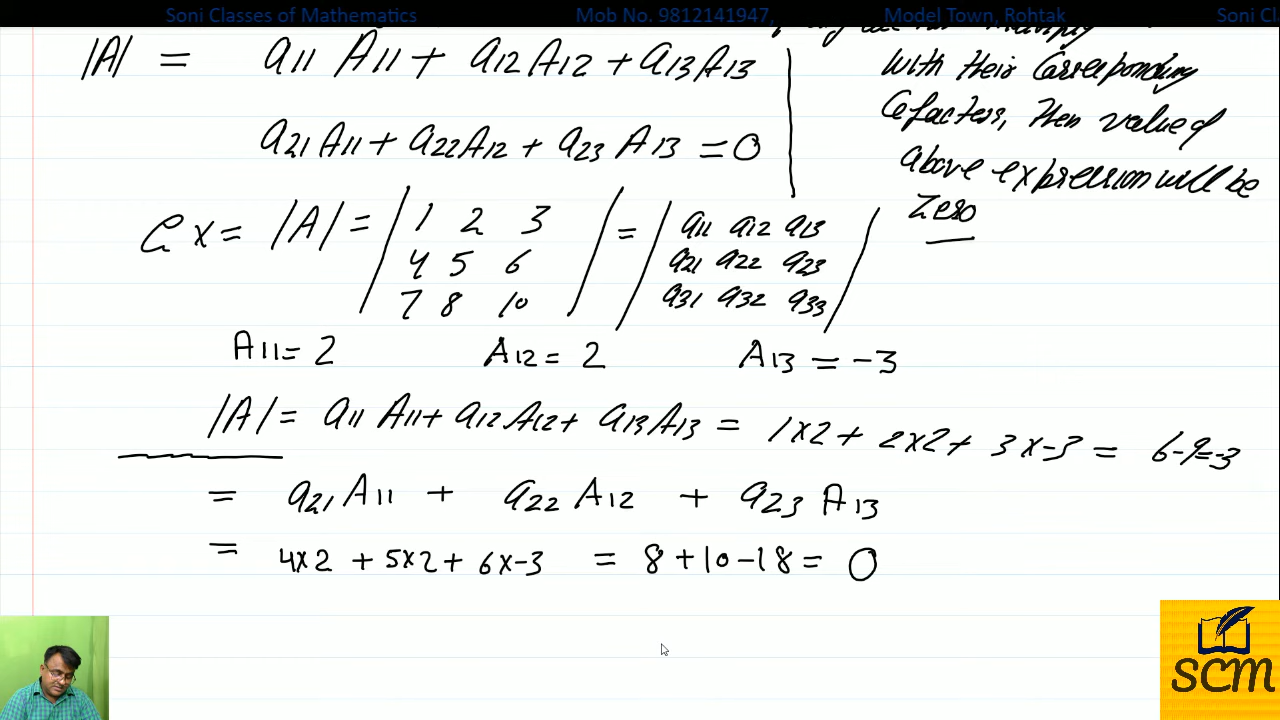 Soni Classes of Mathematics Mob No. 9812141947, Model Town, Rohtak Soni Cl
|A| = a11 A11 + a12 A12 + a13 A13
with their Corresponding
Cofactors, then value of
above expression will be
zero
a21 A11 + a22 A12 + a23 A13 = 0
Ex = |A| = | 1 2 3 | = | a11 a12 a13 |
4 5 6 a21 a22 a23
7 8 10 a31 a32 a33
A11 = 2 A12 = 2 A13 = -3
|A| = a11 A11 + a12 A12 + a13 A13 = 1x2 + 2x2 + 3x-3 = 6-9=-3
= a21 A11 + a22 A12 + a23 A13
= 4x2 + 5x2 + 6x-3 = 8+10-18 = 0
SCM